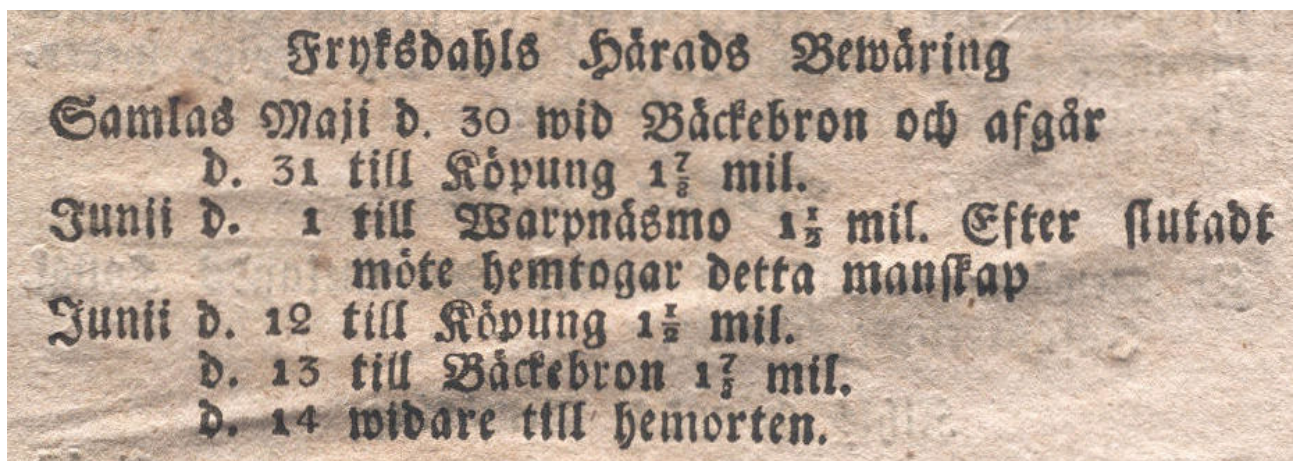 Fryksdahls Härads Bewäring
Samlas Maji d. 30 wid Bäckebron och afgår
d. 31 till Köpung 1⅞ mil.
Junii d. 1 till Warpnäsmo 1½ mil. Efter slutadt
möte hemtogar detta manskap
Junii d. 12 till Köpung 1½ mil.
d. 13 till Bäckebron 1⅞ mil.
d. 14 widare till hemorten.